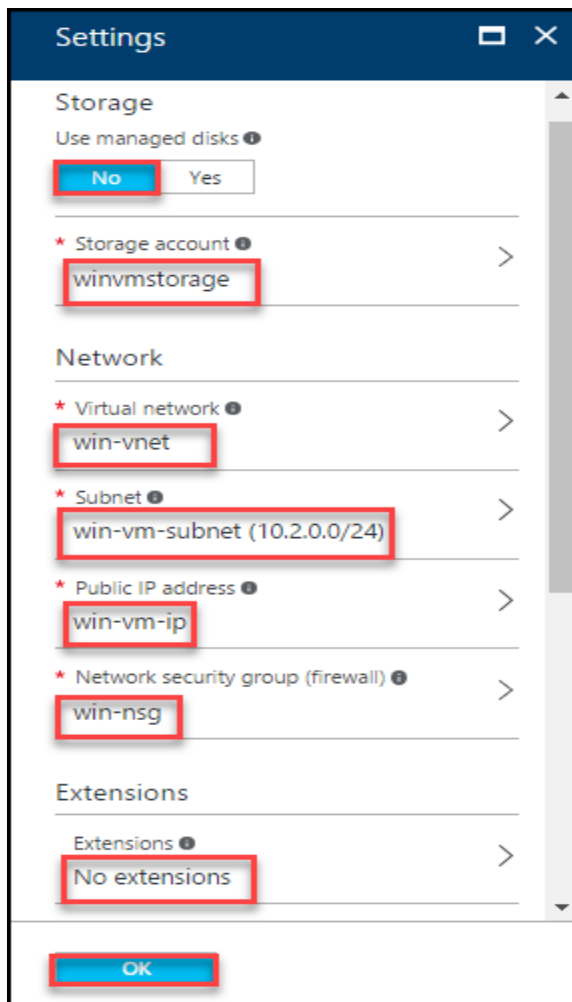 Settings
Storage
Use managed disks
No Yes
* Storage account
winvmstorage
Network
* Virtual network
win-vnet
* Subnet
win-vm-subnet (10.2.0.0/24)
* Public IP address
win-vm-ip
* Network security group (firewall)
win-nsg
Extensions
Extensions
No extensions
OK